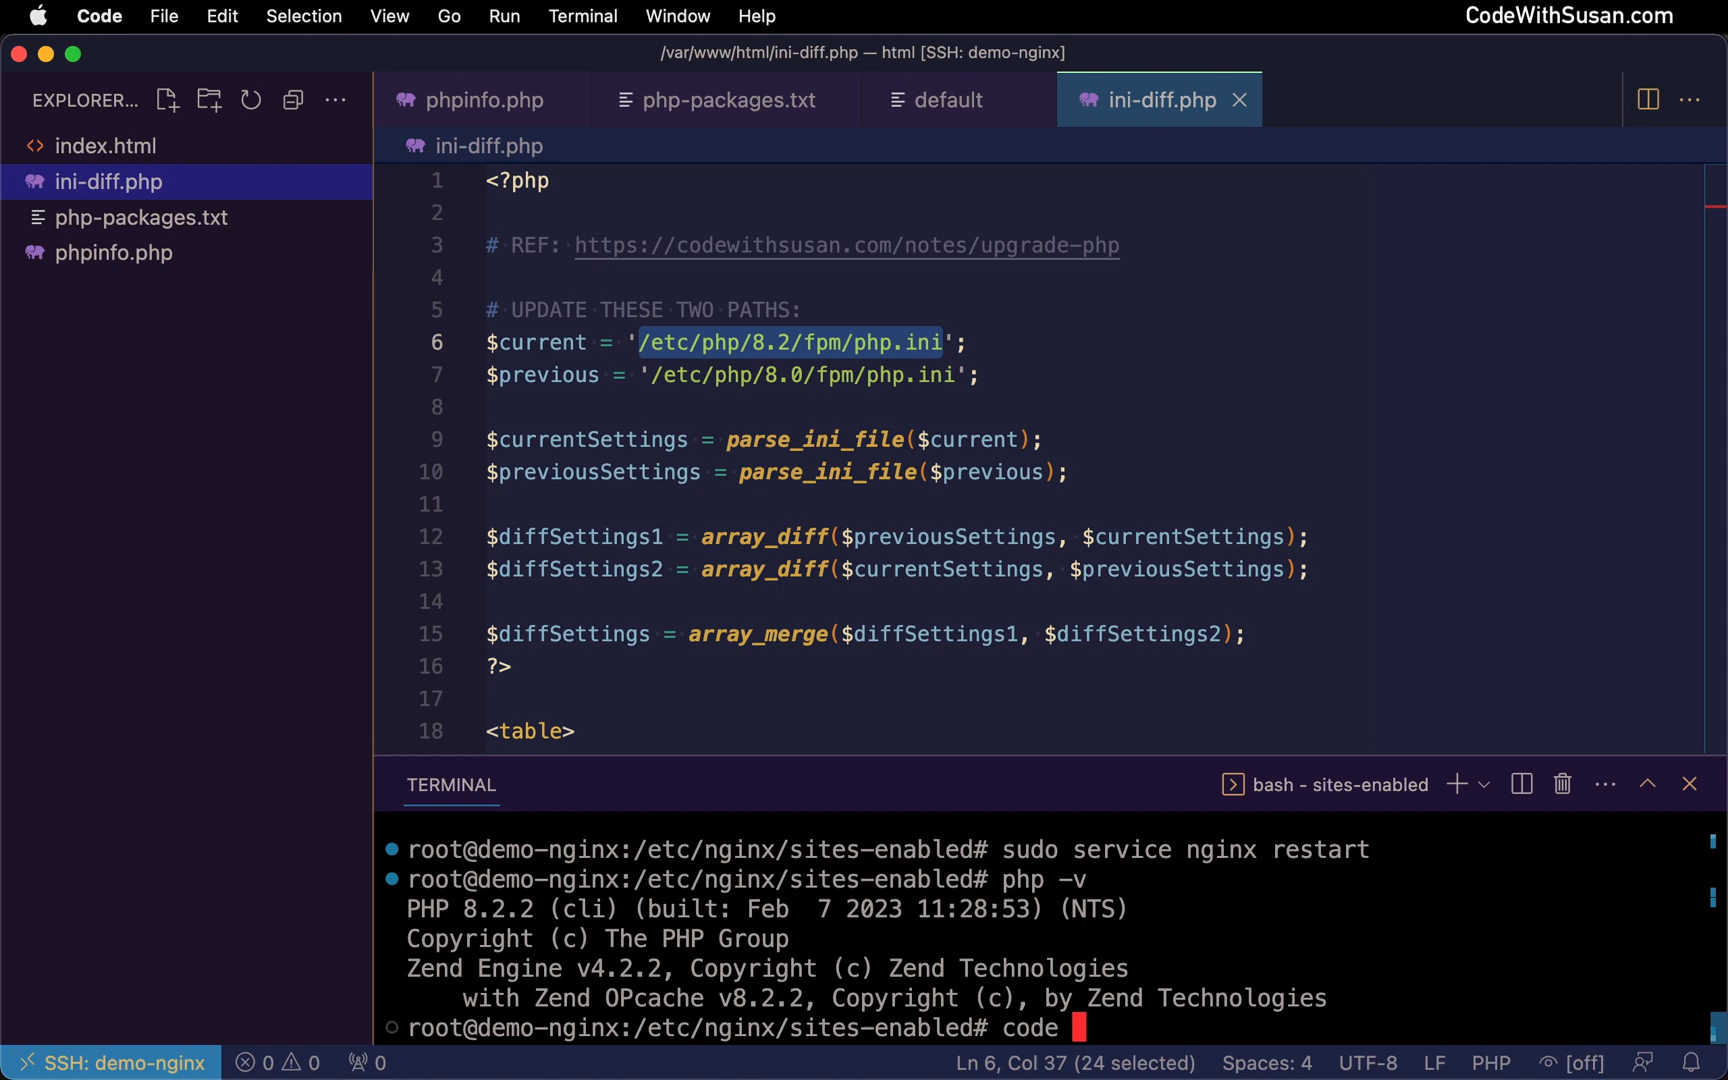 Code File Edit Selection View Go Run Terminal Window Help CodeWithSusan.com
/var/www/html/ini-diff.php — html [SSH: demo-nginx]
EXPLORER...
phpinfo.php php-packages.txt default ini-diff.php
index.html
ini-diff.php
php-packages.txt
phpinfo.php
ini-diff.php
1 <?php
2
3 # REF: https://codewithsusan.com/notes/upgrade-php
4
5 # UPDATE THESE TWO PATHS:
6 $current = '/etc/php/8.2/fpm/php.ini';
7 $previous = '/etc/php/8.0/fpm/php.ini';
8
9 $currentSettings = parse_ini_file($current);
10 $previousSettings = parse_ini_file($previous);
11
12 $diffSettings1 = array_diff($previousSettings, $currentSettings);
13 $diffSettings2 = array_diff($currentSettings, $previousSettings);
14
15 $diffSettings = array_merge($diffSettings1, $diffSettings2);
16 ?>
17
18 <table>
TERMINAL bash - sites-enabled
root@demo-nginx:/etc/nginx/sites-enabled# sudo service nginx restart
root@demo-nginx:/etc/nginx/sites-enabled# php -v
PHP 8.2.2 (cli) (built: Feb  7 2023 11:28:53) (NTS)
Copyright (c) The PHP Group
Zend Engine v4.2.2, Copyright (c) Zend Technologies
    with Zend OPcache v8.2.2, Copyright (c), by Zend Technologies
root@demo-nginx:/etc/nginx/sites-enabled# code
SSH: demo-nginx 0 0 0 Ln 6, Col 37 (24 selected) Spaces: 4 UTF-8 LF PHP [off]